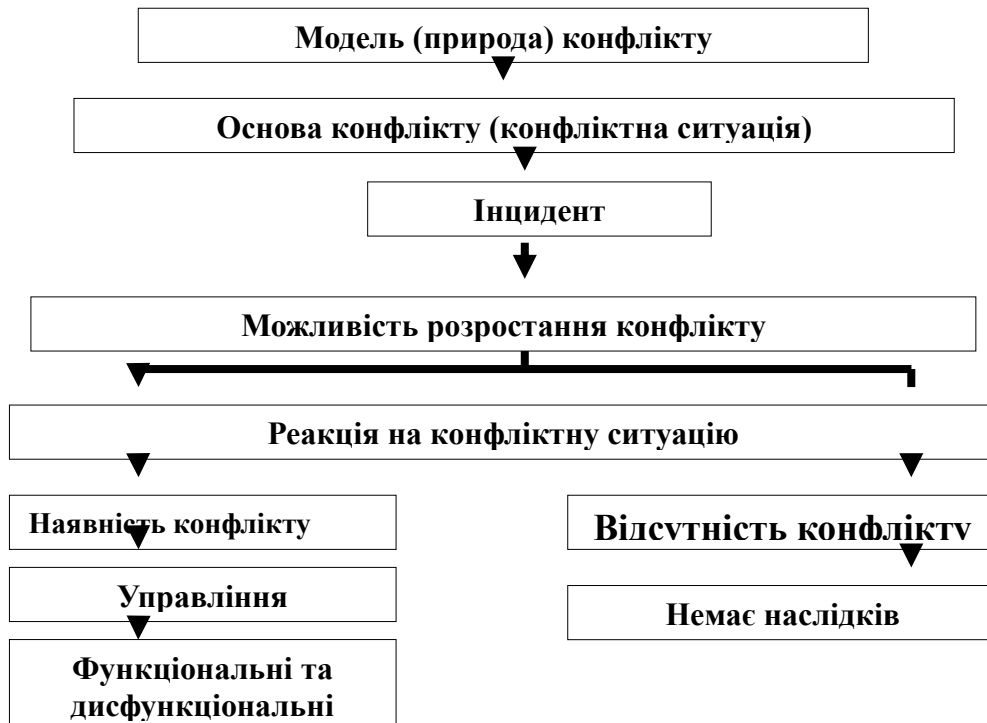 Модель (природа) конфлікту
Основа конфлікту (конфліктна ситуація)
Інцидент
Можливість розростання конфлікту
Реакція на конфліктну ситуацію
Наявність конфлікту
Відсутність конфлікту
Управління
Немає наслідків
Функціональні та
дисфункціональні